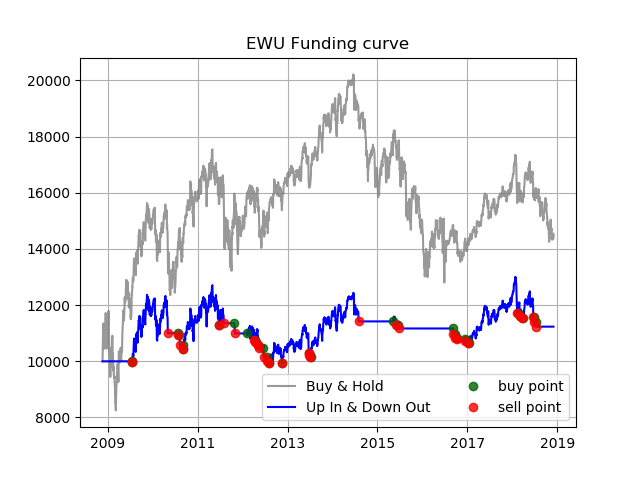 EWU Funding curve
20000
18000
16000
14000
12000
10000
8000
2009 2011 2013 2015 2017 2019
Buy & Hold
Up In & Down Out
buy point
sell point